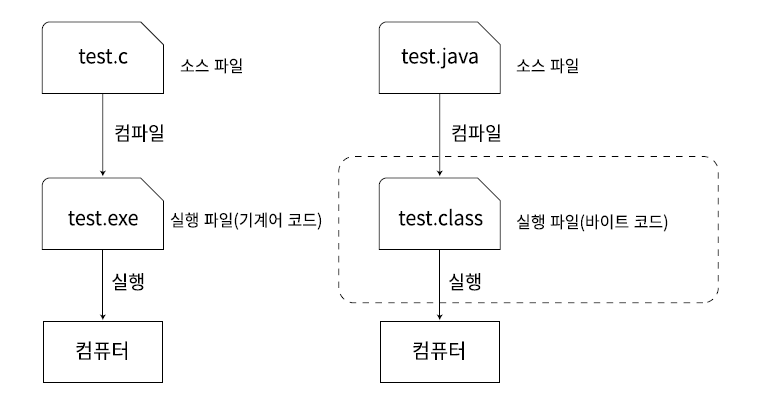 test.c
소스 파일
컴파일
test.exe
실행 파일(기계어 코드)
실행
컴퓨터
test.java
소스 파일
컴파일
test.class
실행 파일(바이트 코드)
실행
컴퓨터